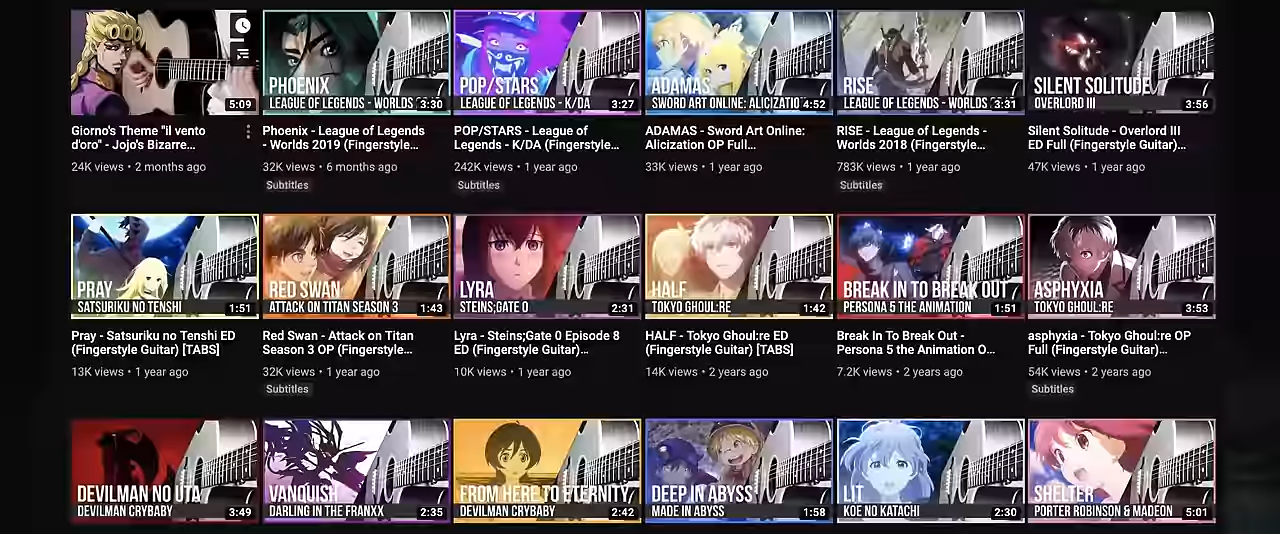 5:09
PHOENIX
LEAGUE OF LEGENDS - WORLDS
3:30
POP/STARS
LEAGUE OF LEGENDS - K/DA
3:27
ADAMAS
SWORD ART ONLINE: ALICIZATIO
4:52
RISE
LEAGUE OF LEGENDS - WORLDS
3:31
SILENT SOLITUDE
OVERLORD III
3:56
Giorno's Theme "il vento
d'oro" - Jojo's Bizarre...
24K views • 2 months ago
Phoenix - League of Legends
- Worlds 2019 (Fingerstyle...
32K views • 6 months ago
Subtitles
POP/STARS - League of
Legends - K/DA (Fingerstyle...
242K views • 1 year ago
Subtitles
ADAMAS - Sword Art Online:
Alicization OP Full...
33K views • 1 year ago
RISE - League of Legends -
Worlds 2018 (Fingerstyle...
783K views • 1 year ago
Subtitles
Silent Solitude - Overlord III
ED Full (Fingerstyle Guitar)...
47K views • 1 year ago
PRAY
SATSURIKU NO TENSHI
1:51
RED SWAN
ATTACK ON TITAN SEASON 3
1:43
LYRA
STEINS;GATE 0
2:31
HALF
TOKYO GHOUL:RE
1:42
BREAK IN TO BREAK OUT
PERSONA 5 THE ANIMATION
1:51
ASPHYXIA
TOKYO GHOUL:RE
3:53
Pray - Satsuriku no Tenshi ED
(Fingerstyle Guitar) [TABS]
13K views • 1 year ago
Red Swan - Attack on Titan
Season 3 OP (Fingerstyle...
32K views • 1 year ago
Subtitles
Lyra - Steins;Gate 0 Episode 8
ED (Fingerstyle Guitar)...
10K views • 1 year ago
HALF - Tokyo Ghoul:re ED
(Fingerstyle Guitar) [TABS]
14K views • 2 years ago
Break In To Break Out -
Persona 5 the Animation O...
7.2K views • 2 years ago
asphyxia - Tokyo Ghoul:re OP
Full (Fingerstyle Guitar)...
54K views • 2 years ago
Subtitles
DEVILMAN NO UTA
DEVILMAN CRYBABY
3:49
VANQUISH
DARLING IN THE FRANXX
2:35
FROM HERE TO ETERNITY
DEVILMAN CRYBABY
2:42
DEEP IN ABYSS
MADE IN ABYSS
1:58
LIT
KOE NO KATACHI
2:30
SHELTER
PORTER ROBINSON & MADEON
5:01